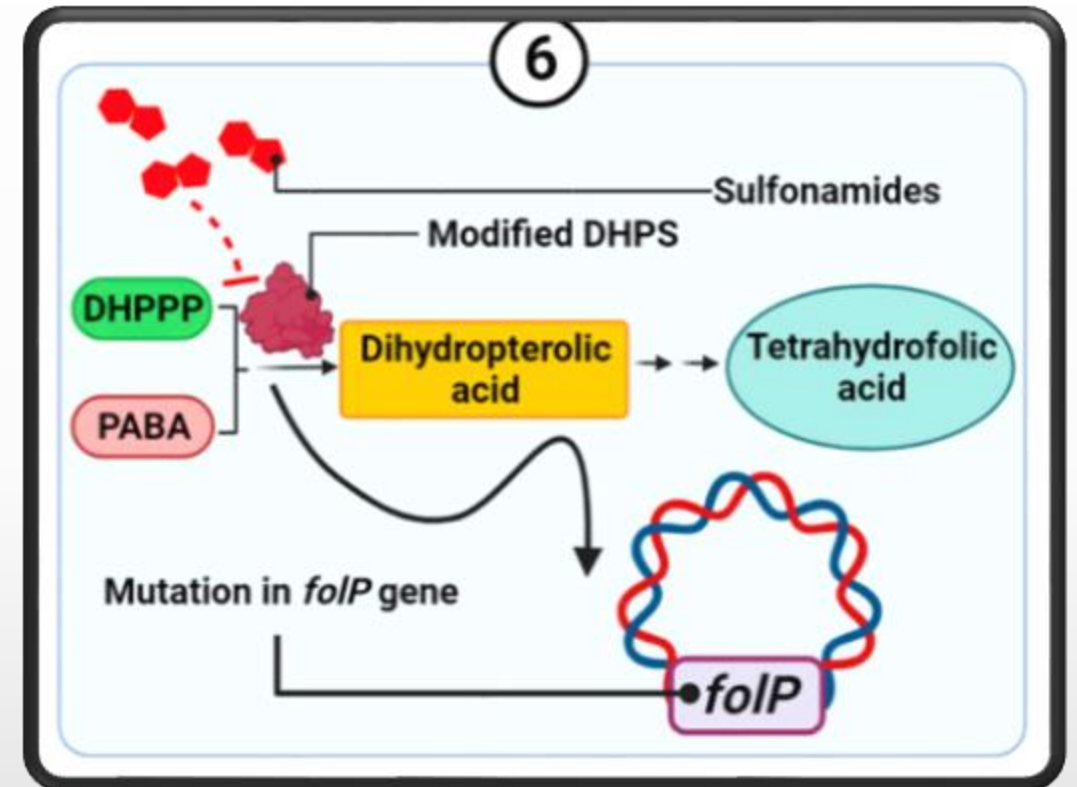 6
Sulfonamides
Modified DHPS
DHPPP
PABA
Dihydropterolic
acid
Tetrahydrofolic
acid
Mutation in folP gene
folP